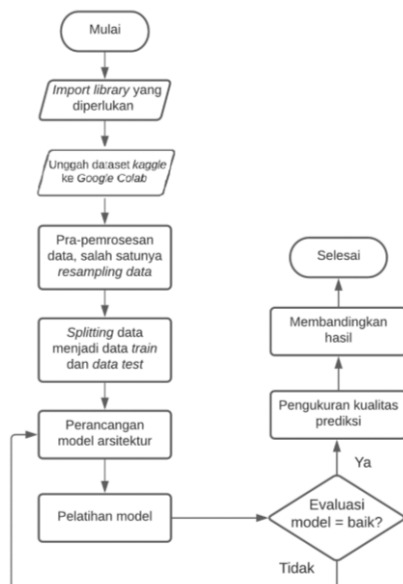 Mulai
Import library yang
diperlukan
Unggah dataset kaggle
ke Google Colab
Pra-pemrosesan
data, salah satunya
resampling data
Splitting data
menjadi data train
dan data test
Perancangan
model arsitektur
Pelatihan model
Evaluasi
model = baik?
Ya
Tidak
Pengukuran kualitas
prediksi
Membandingkan
hasil
Selesai